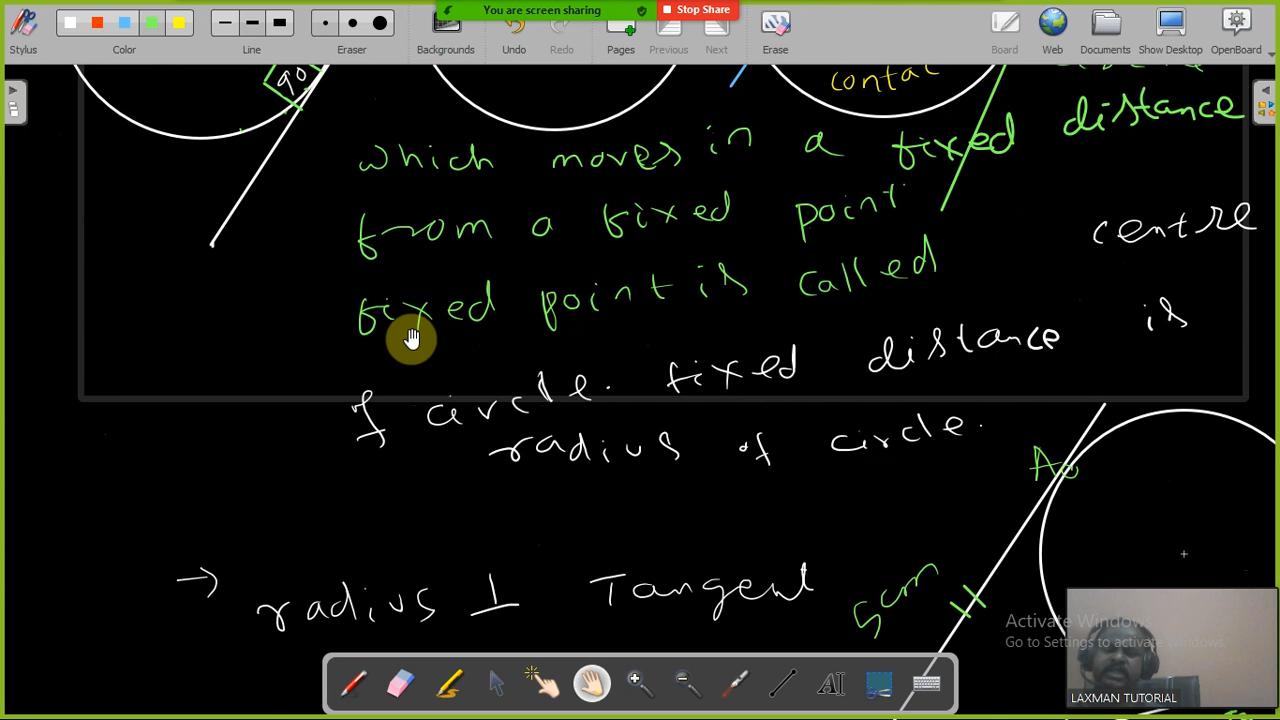 You are screen sharing Stop Share
Stylus Color Line Eraser Backgrounds Undo Redo Pages Previous Next Erase Board Web Documents Show Desktop OpenBoard
90
contac
distance
which moves in a fixed
from a fixed point
centre
fixed point is called
of circle. fixed distance is
radius of circle.
A
→ radius ⊥ Tangent
5cm
Activate Windows
Go to Settings to activate Windows.
LAXMAN TUTORIAL